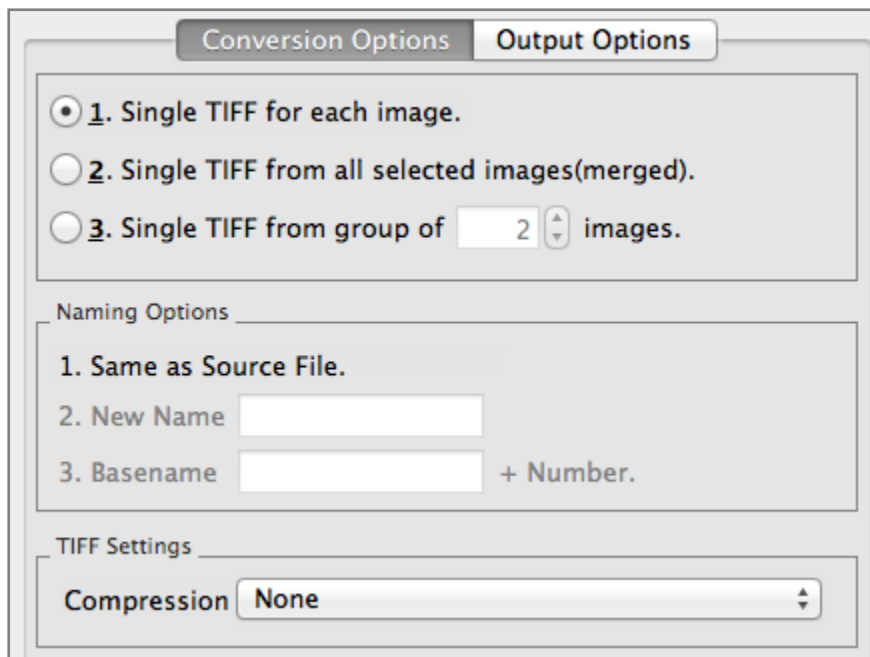 Conversion Options Output Options
1. Single TIFF for each image.
2. Single TIFF from all selected images(merged).
3. Single TIFF from group of 2 images.
Naming Options
1. Same as Source File.
2. New Name
3. Basename + Number.
TIFF Settings
Compression None